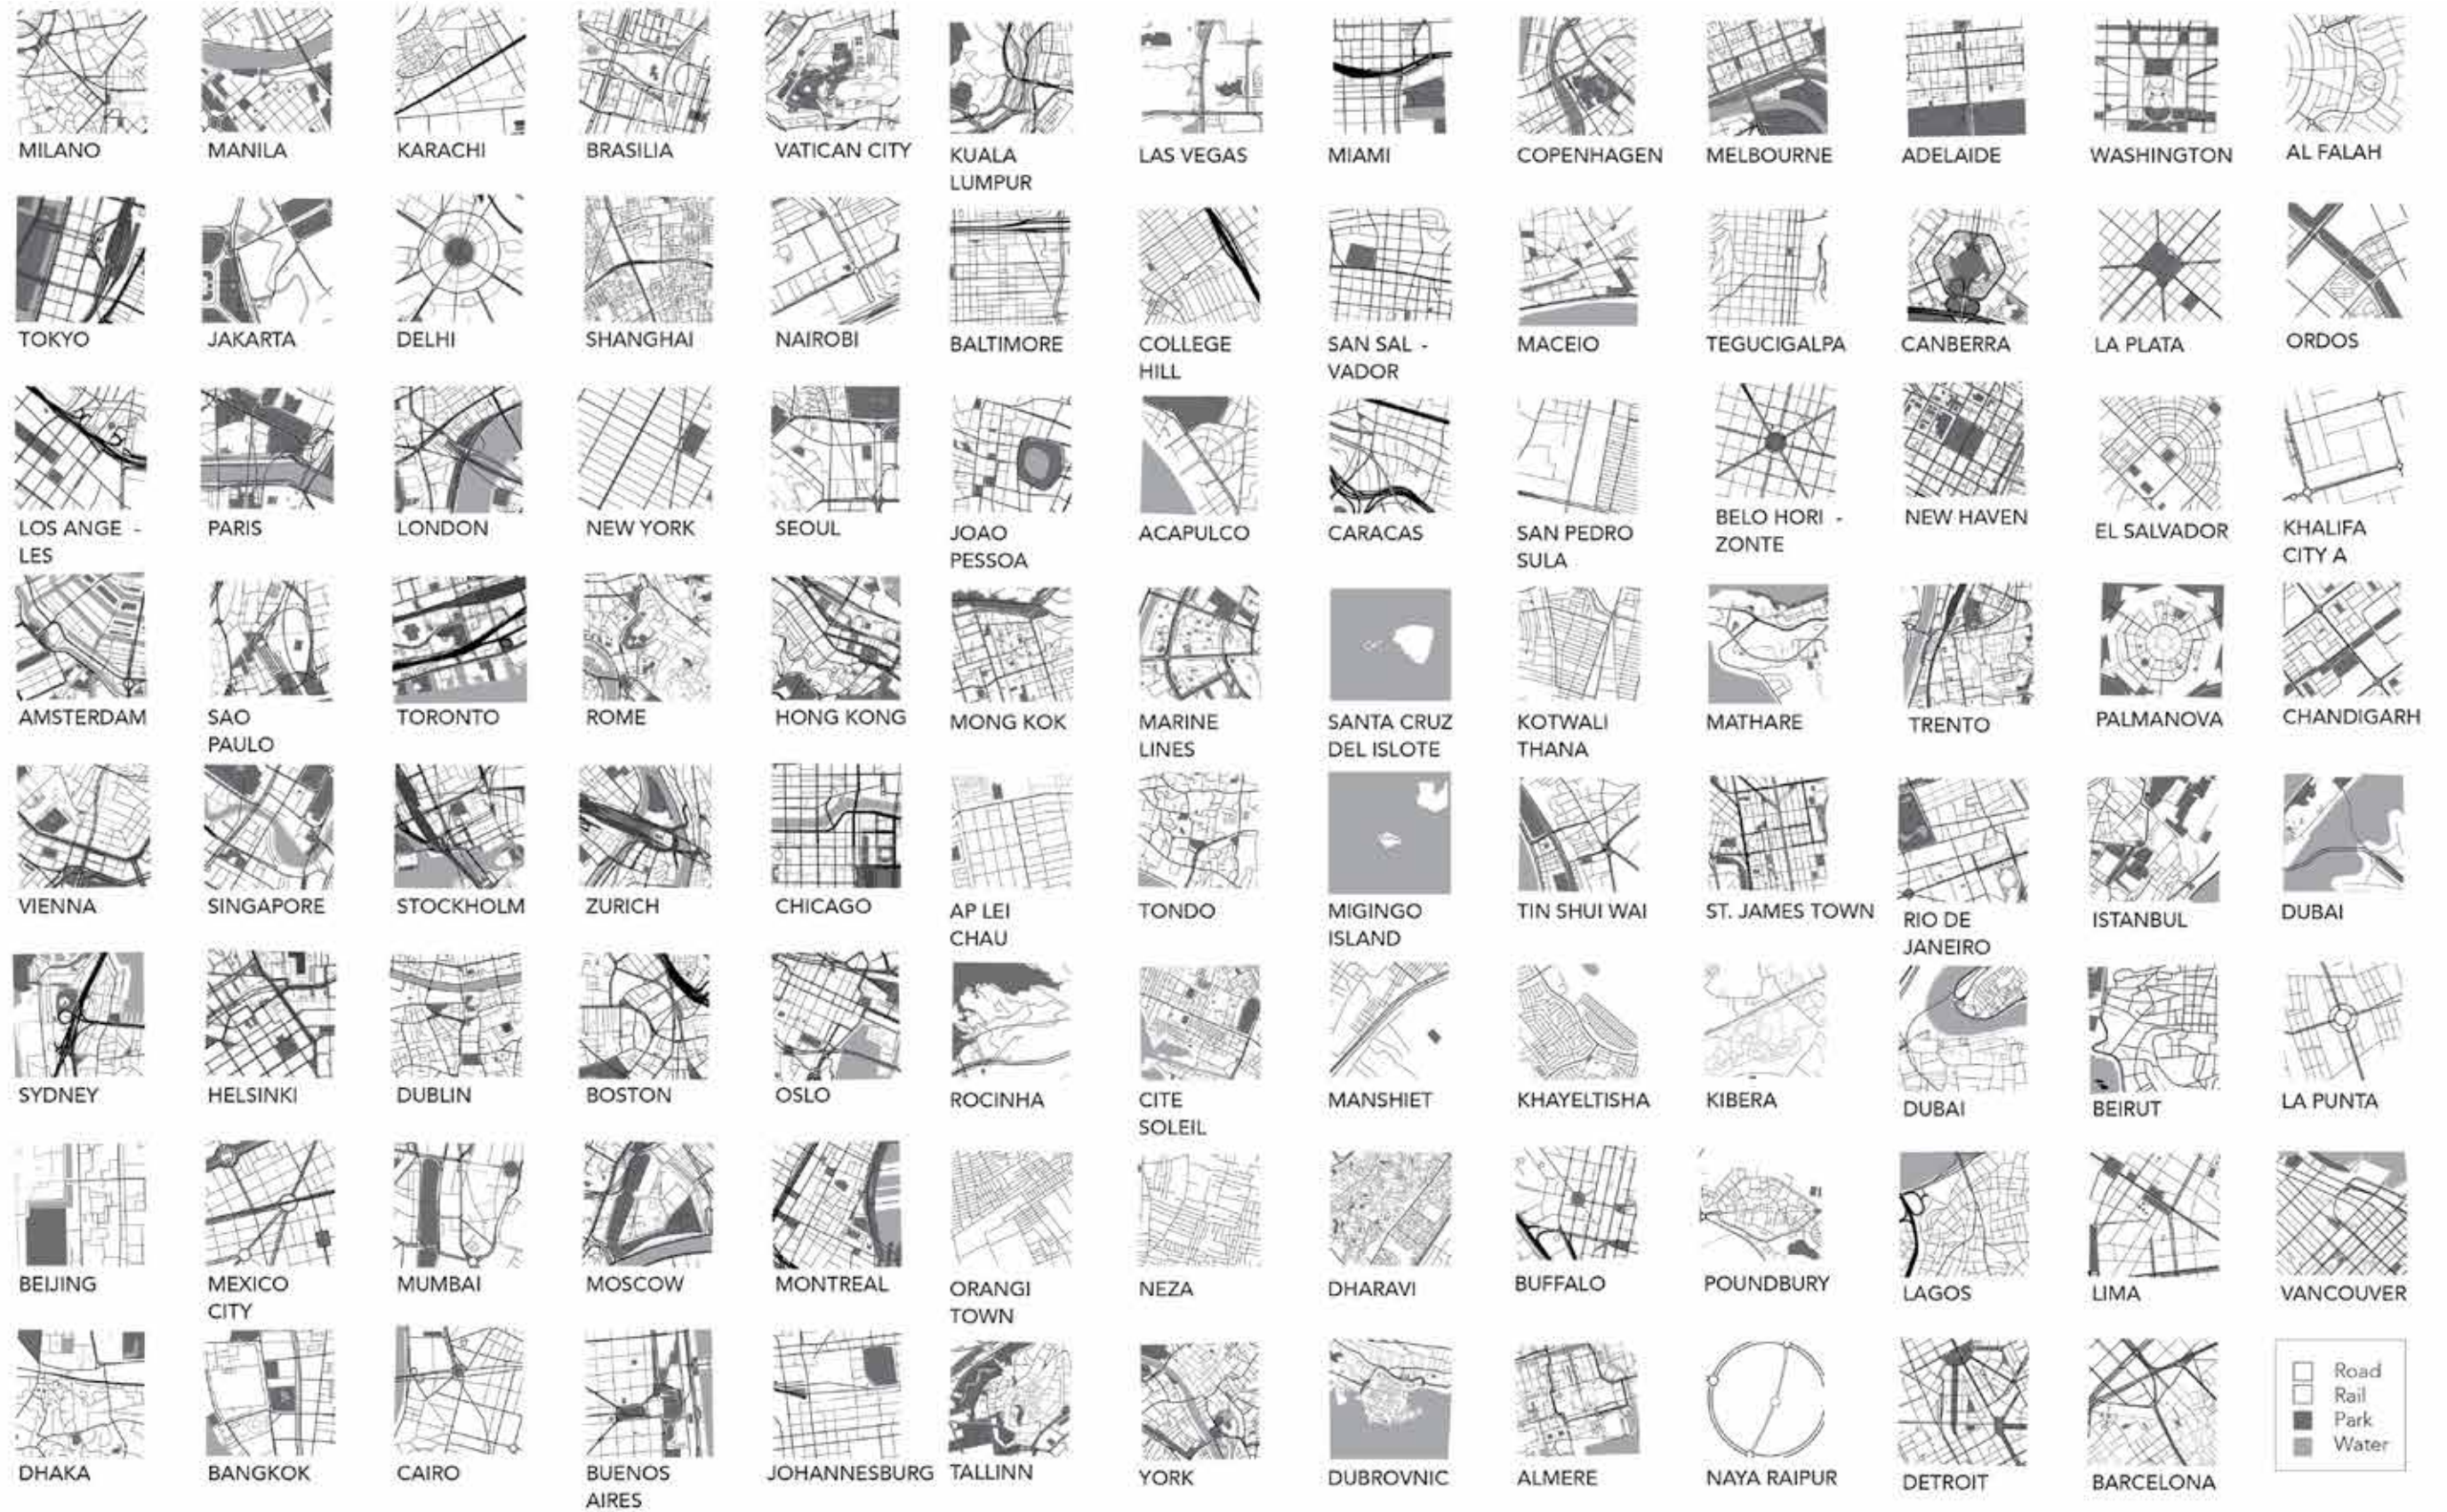 MILANO
MANILA
KARACHI
BRASILIA
VATICAN CITY
KUALA
LUMPUR
LAS VEGAS
MIAMI
COPENHAGEN
MELBOURNE
ADELAIDE
WASHINGTON
AL FALAH
TOKYO
JAKARTA
DELHI
SHANGHAI
NAIROBI
BALTIMORE
COLLEGE
HILL
SAN SAL -
VADOR
MACEIO
TEGUCIGALPA
CANBERRA
LA PLATA
ORDOS
LOS ANGE -
LES
PARIS
LONDON
NEW YORK
SEOUL
JOAO
PESSOA
ACAPULCO
CARACAS
SAN PEDRO
SULA
BELO HORI -
ZONTE
NEW HAVEN
EL SALVADOR
KHALIFA
CITY A
AMSTERDAM
SAO
PAULO
TORONTO
ROME
HONG KONG
MONG KOK
MARINE
LINES
SANTA CRUZ
DEL ISLOTE
KOTWALI
THANA
MATHARE
TRENTO
PALMANOVA
CHANDIGARH
VIENNA
SINGAPORE
STOCKHOLM
ZURICH
CHICAGO
AP LEI
CHAU
TONDO
MIGINGO
ISLAND
TIN SHUI WAI
ST. JAMES TOWN
RIO DE
JANEIRO
ISTANBUL
DUBAI
SYDNEY
HELSINKI
DUBLIN
BOSTON
OSLO
ROCINHA
CITE
SOLEIL
MANSHIET
KHAYELTISHA
KIBERA
DUBAI
BEIRUT
LA PUNTA
BEIJING
MEXICO
CITY
MUMBAI
MOSCOW
MONTREAL
ORANGI
TOWN
NEZA
DHARAVI
BUFFALO
POUNDBURY
LAGOS
LIMA
VANCOUVER
DHAKA
BANGKOK
CAIRO
BUENOS
AIRES
JOHANNESBURG
TALLINN
YORK
DUBROVNIC
ALMERE
NAYA RAIPUR
DETROIT
BARCELONA
Road
Rail
Park
Water